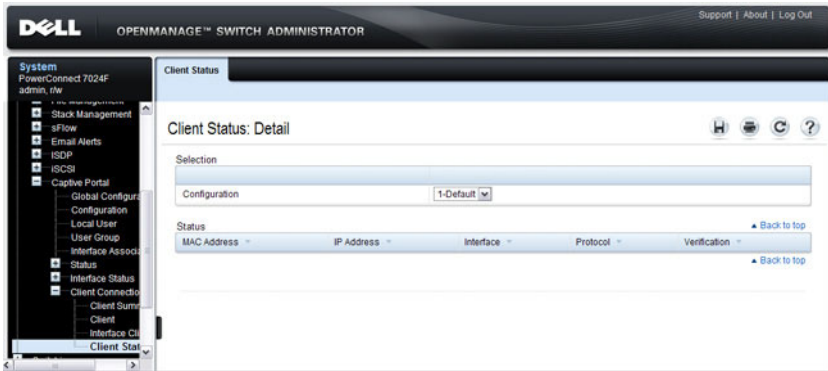 Support | About | Log Out
DELL OPENMANAGE™ SWITCH ADMINISTRATOR
System
PowerConnect 7024F
admin, r/w
File Management
Stack Management
sFlow
Email Alerts
ISDP
iSCSI
Captive Portal
Global Configura
Configuration
Local User
User Group
Interface Associa
Status
Interface Status
Client Connectio
Client Summ
Client
Interface Cli
Client Stat
Client Status
Client Status: Detail
Selection
Configuration 1-Default
Status Back to top
MAC Address IP Address Interface Protocol Verification
Back to top